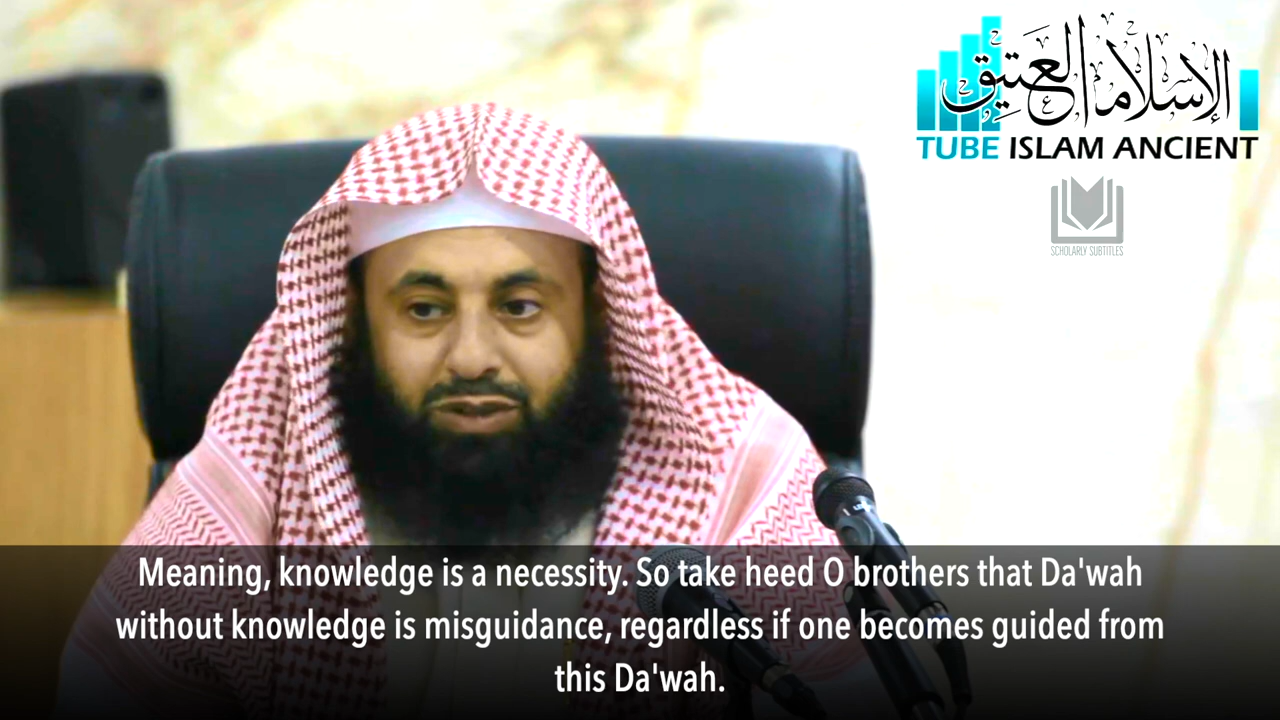 الإسلام العتيق
TUBE ISLAM ANCIENT
SCHOLARLY SUBTITLES
Meaning, knowledge is a necessity. So take heed O brothers that Da'wah
without knowledge is misguidance, regardless if one becomes guided from
this Da'wah.